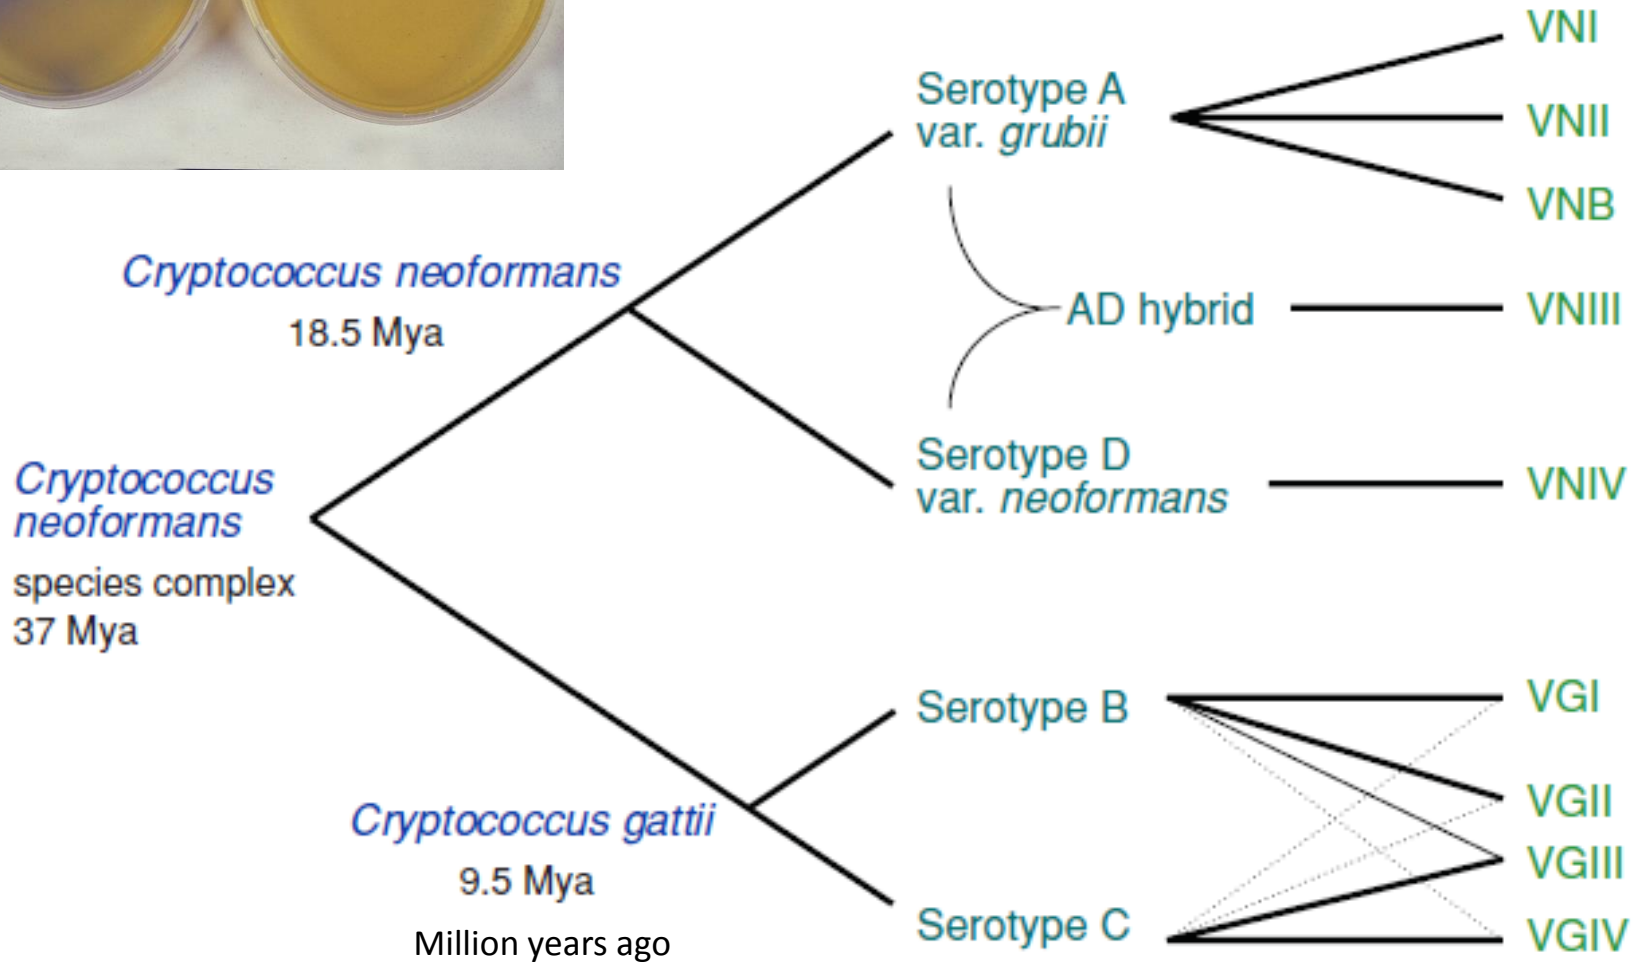 VNI
Serotype A
var. grubii
VNII
VNB
Cryptococcus neoformans
18.5 Mya
AD hybrid
VNIII
Serotype D
var. neoformans
VNIV
Cryptococcus
neoformans
species complex
37 Mya
Serotype B
VGI
VGII
Cryptococcus gattii
9.5 Mya
VGIII
Serotype C
VGIV
Million years ago